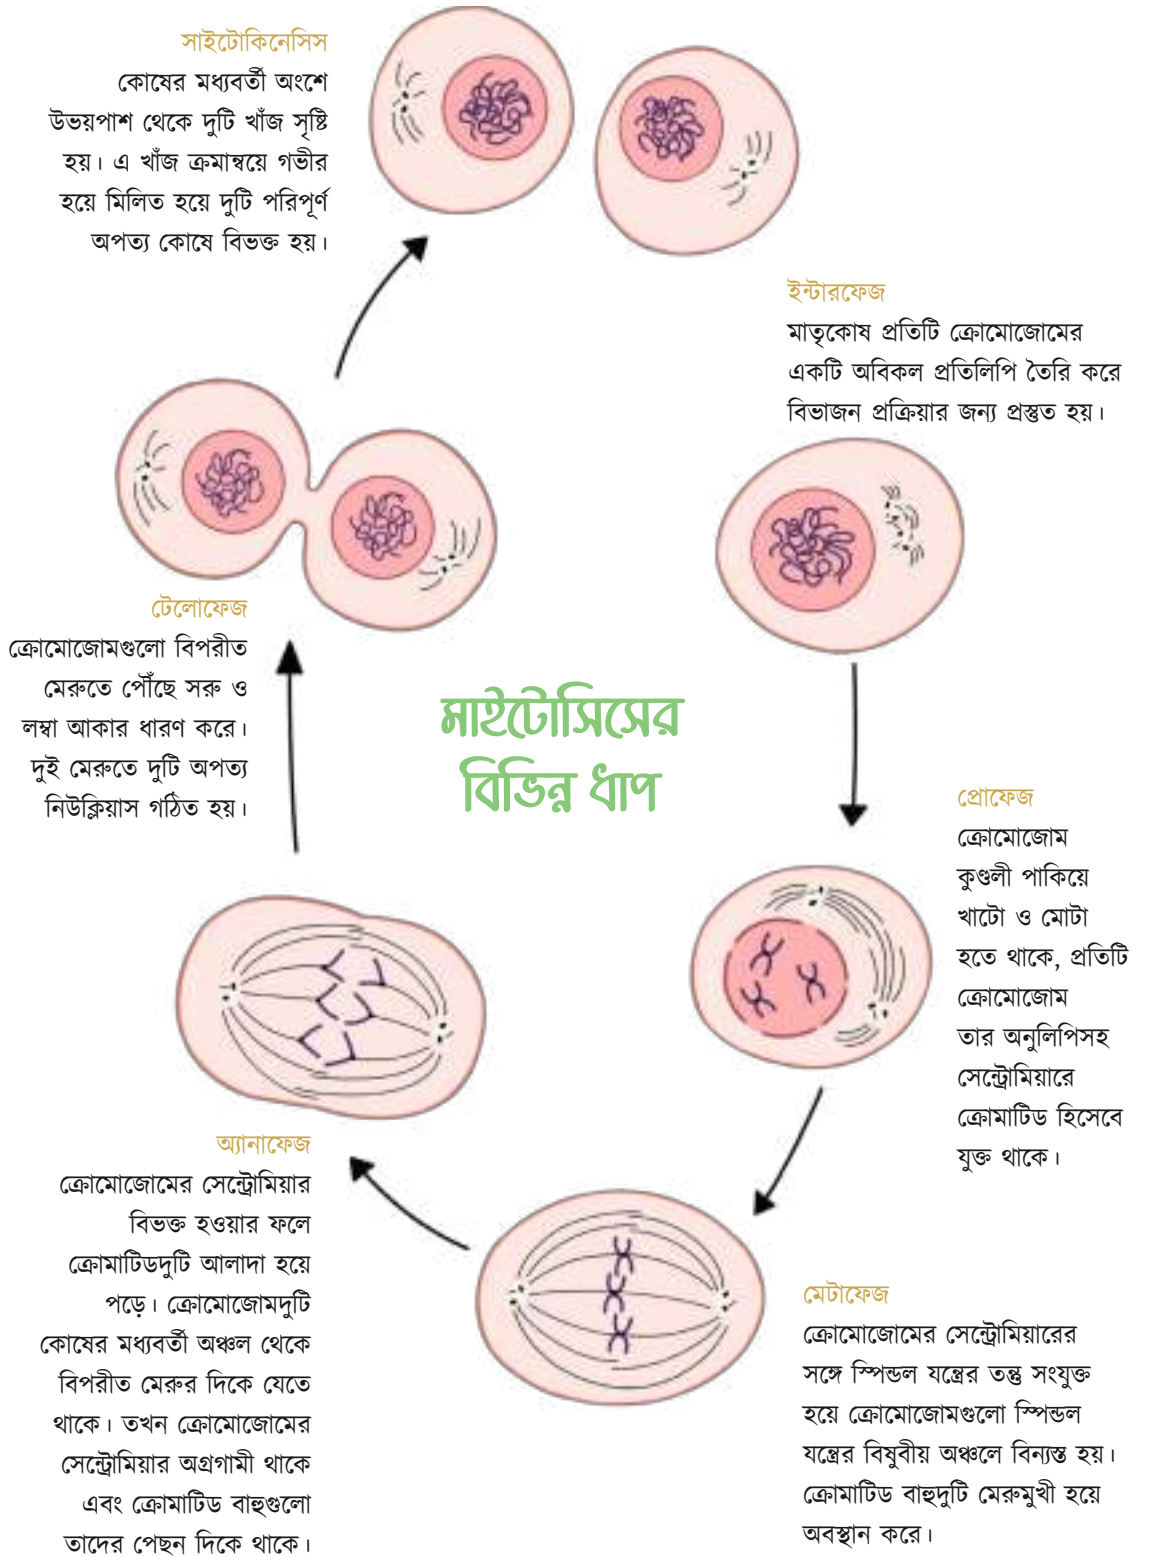 সাইটোকিনেসিস
কোষের মধ্যবর্তী অংশে
উভয়পাশ থেকে দুটি খাঁজ সৃষ্টি
হয়। এ খাঁজ ক্রমান্বয়ে গভীর
হয়ে মিলিত হয়ে দুটি পরিপূর্ণ
অপত্য কোষে বিভক্ত হয়।
ইন্টারফেজ
মাতৃকোষ প্রতিটি ক্রোমোজোমের
একটি অবিকল প্রতিলিপি তৈরি করে
বিভাজন প্রক্রিয়ার জন্য প্রস্তুত হয়।
টেলোফেজ
ক্রোমোজোমগুলো বিপরীত
মেরুতে পৌঁছে সরু ও
লম্বা আকার ধারণ করে।
দুই মেরুতে দুটি অপত্য
নিউক্লিয়াস গঠিত হয়।
মাইটোসিসের
বিভিন্ন ধাপ
প্রোফেজ
ক্রোমোজোম
কুণ্ডলী পাকিয়ে
খাটো ও মোটা
হতে থাকে, প্রতিটি
ক্রোমোজোম
তার অনুলিপিসহ
সেন্ট্রোমিয়ারে
ক্রোমাটিড হিসেবে
যুক্ত থাকে।
অ্যানাফেজ
ক্রোমোজোমের সেন্ট্রোমিয়ার
বিভক্ত হওয়ার ফলে
ক্রোমাটিডদুটি আলাদা হয়ে
পড়ে। ক্রোমোজোমদুটি
কোষের মধ্যবর্তী অঞ্চল থেকে
বিপরীত মেরুর দিকে যেতে
থাকে। তখন ক্রোমোজোমের
সেন্ট্রোমিয়ার অগ্রগামী থাকে
এবং ক্রোমাটিড বাহুগুলো
তাদের পেছন দিকে থাকে।
মেটাফেজ
ক্রোমোজোমের সেন্ট্রোমিয়ারের
সঙ্গে স্পিন্ডল যন্ত্রের তন্তু সংযুক্ত
হয়ে ক্রোমোজোমগুলো স্পিন্ডল
যন্ত্রের বিষুবীয় অঞ্চলে বিন্যস্ত হয়।
ক্রোমাটিড বাহুদুটি মেরুমুখী হয়ে
অবস্থান করে।